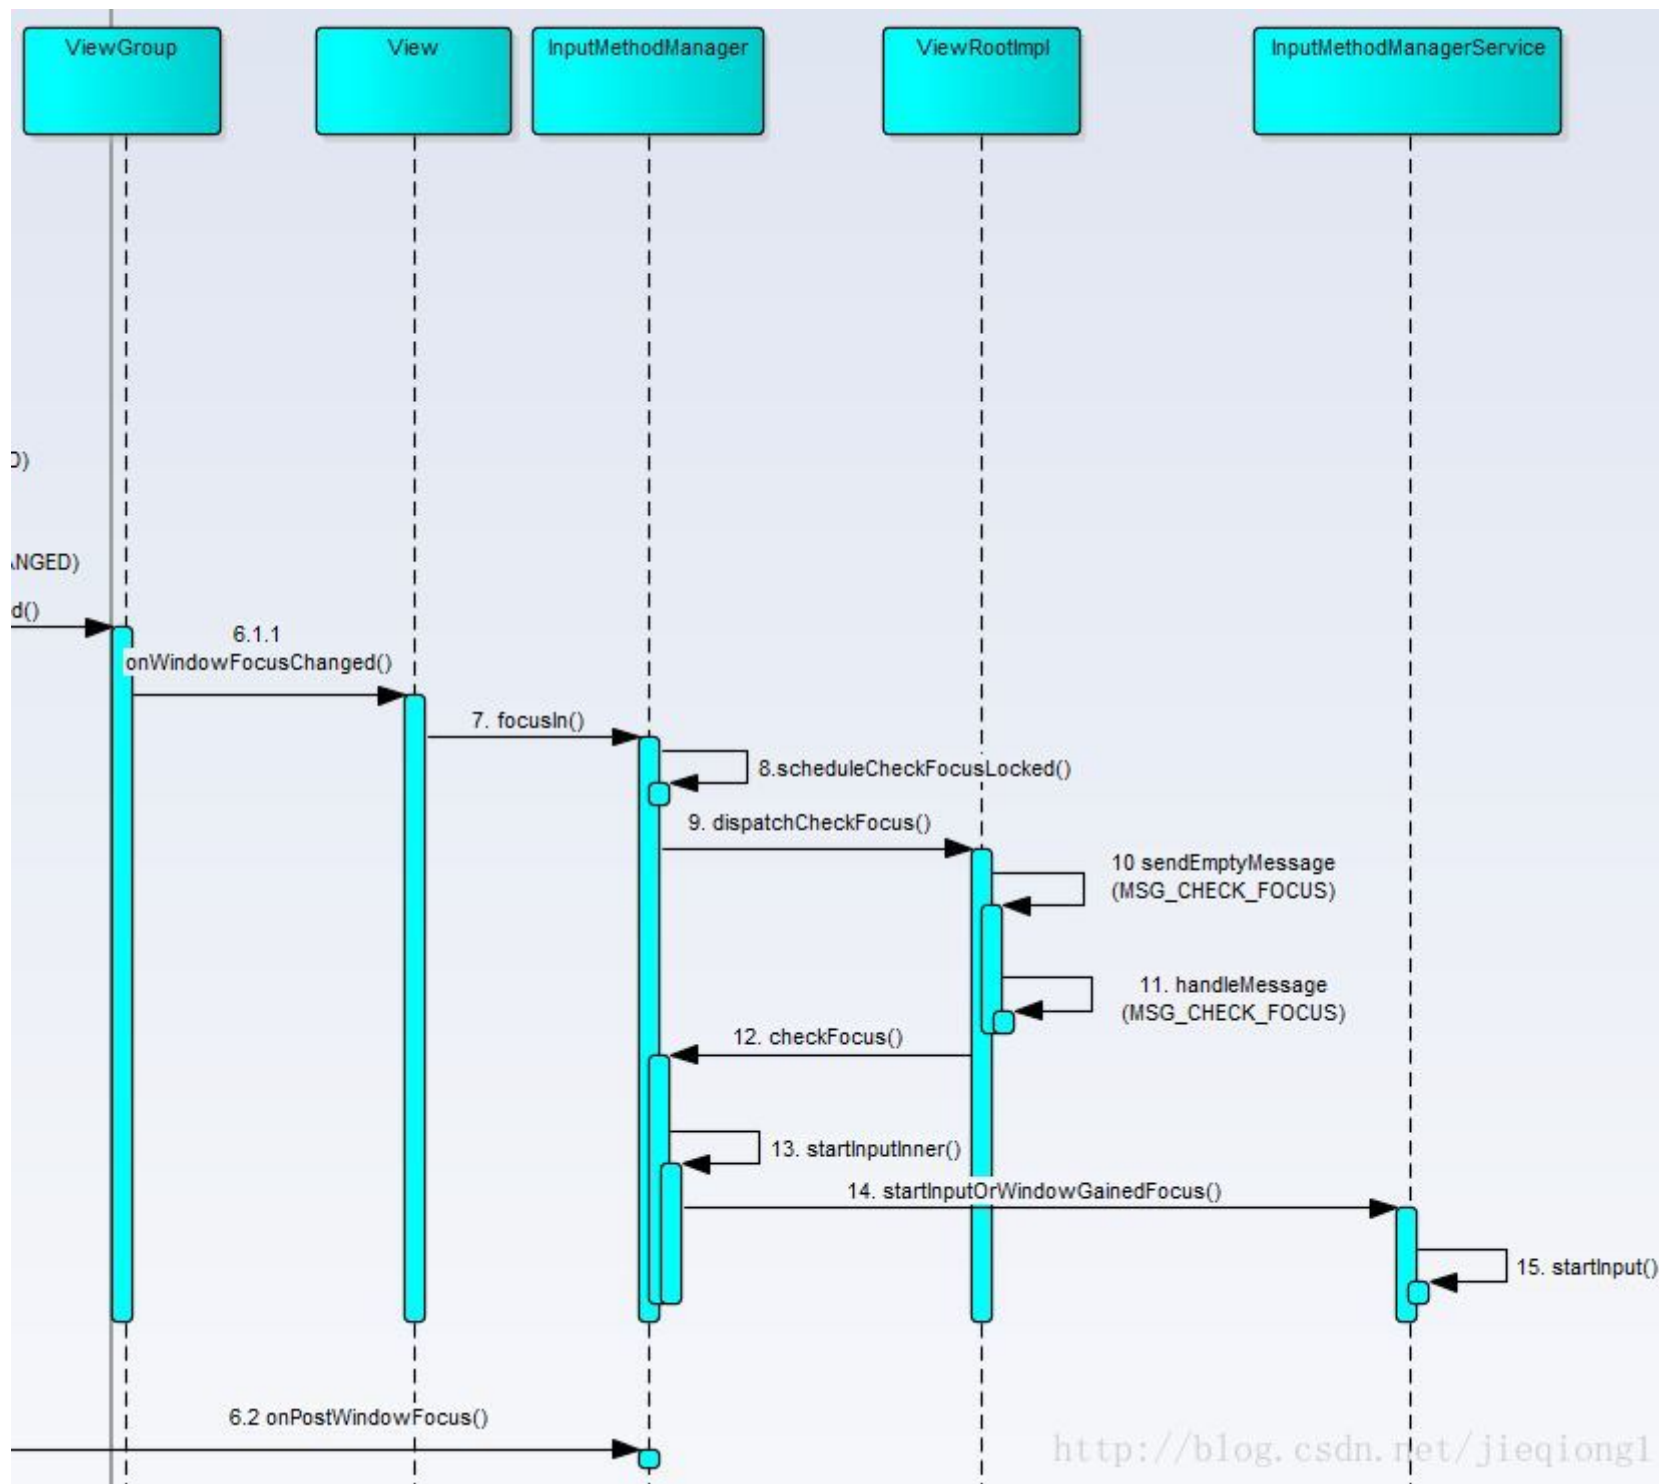 ViewGroup
View
InputMethodManager
ViewRootImpl
InputMethodManagerService
D)
ANGED)
d()
6.1.1
onWindowFocusChanged()
7. focusIn()
8.scheduleCheckFocusLocked()
9. dispatchCheckFocus()
10 sendEmptyMessage
(MSG_CHECK_FOCUS)
11. handleMessage
(MSG_CHECK_FOCUS)
12. checkFocus()
13. startInputInner()
14. startInputOrWindowGainedFocus()
15. startInput()
6.2 onPostWindowFocus()
http://blog.csdn.net/jieqiong1